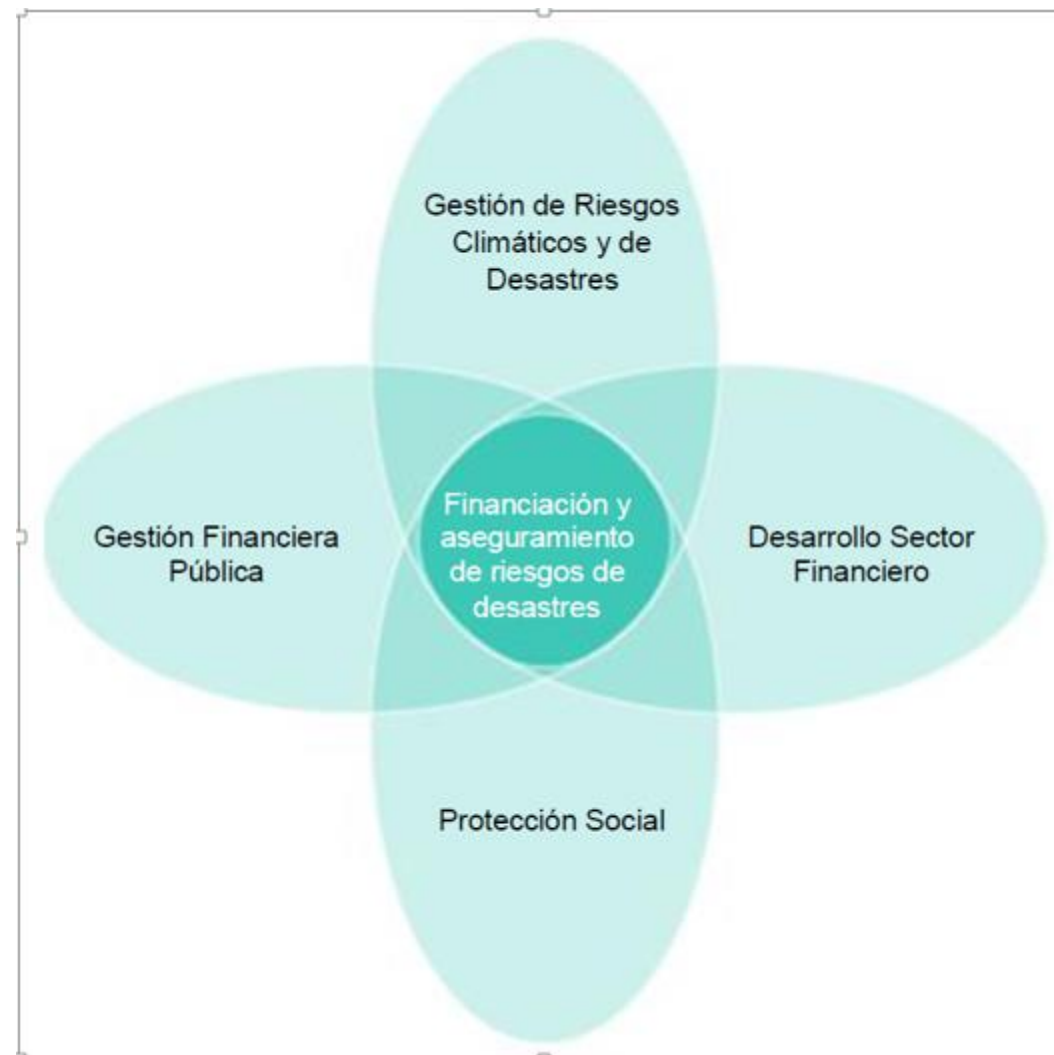 Gestión de Riesgos
Climáticos y de
Desastres
Gestión Financiera
Pública
Financiación y
aseguramiento
de riesgos de
desastres
Desarrollo Sector
Financiero
Protección Social